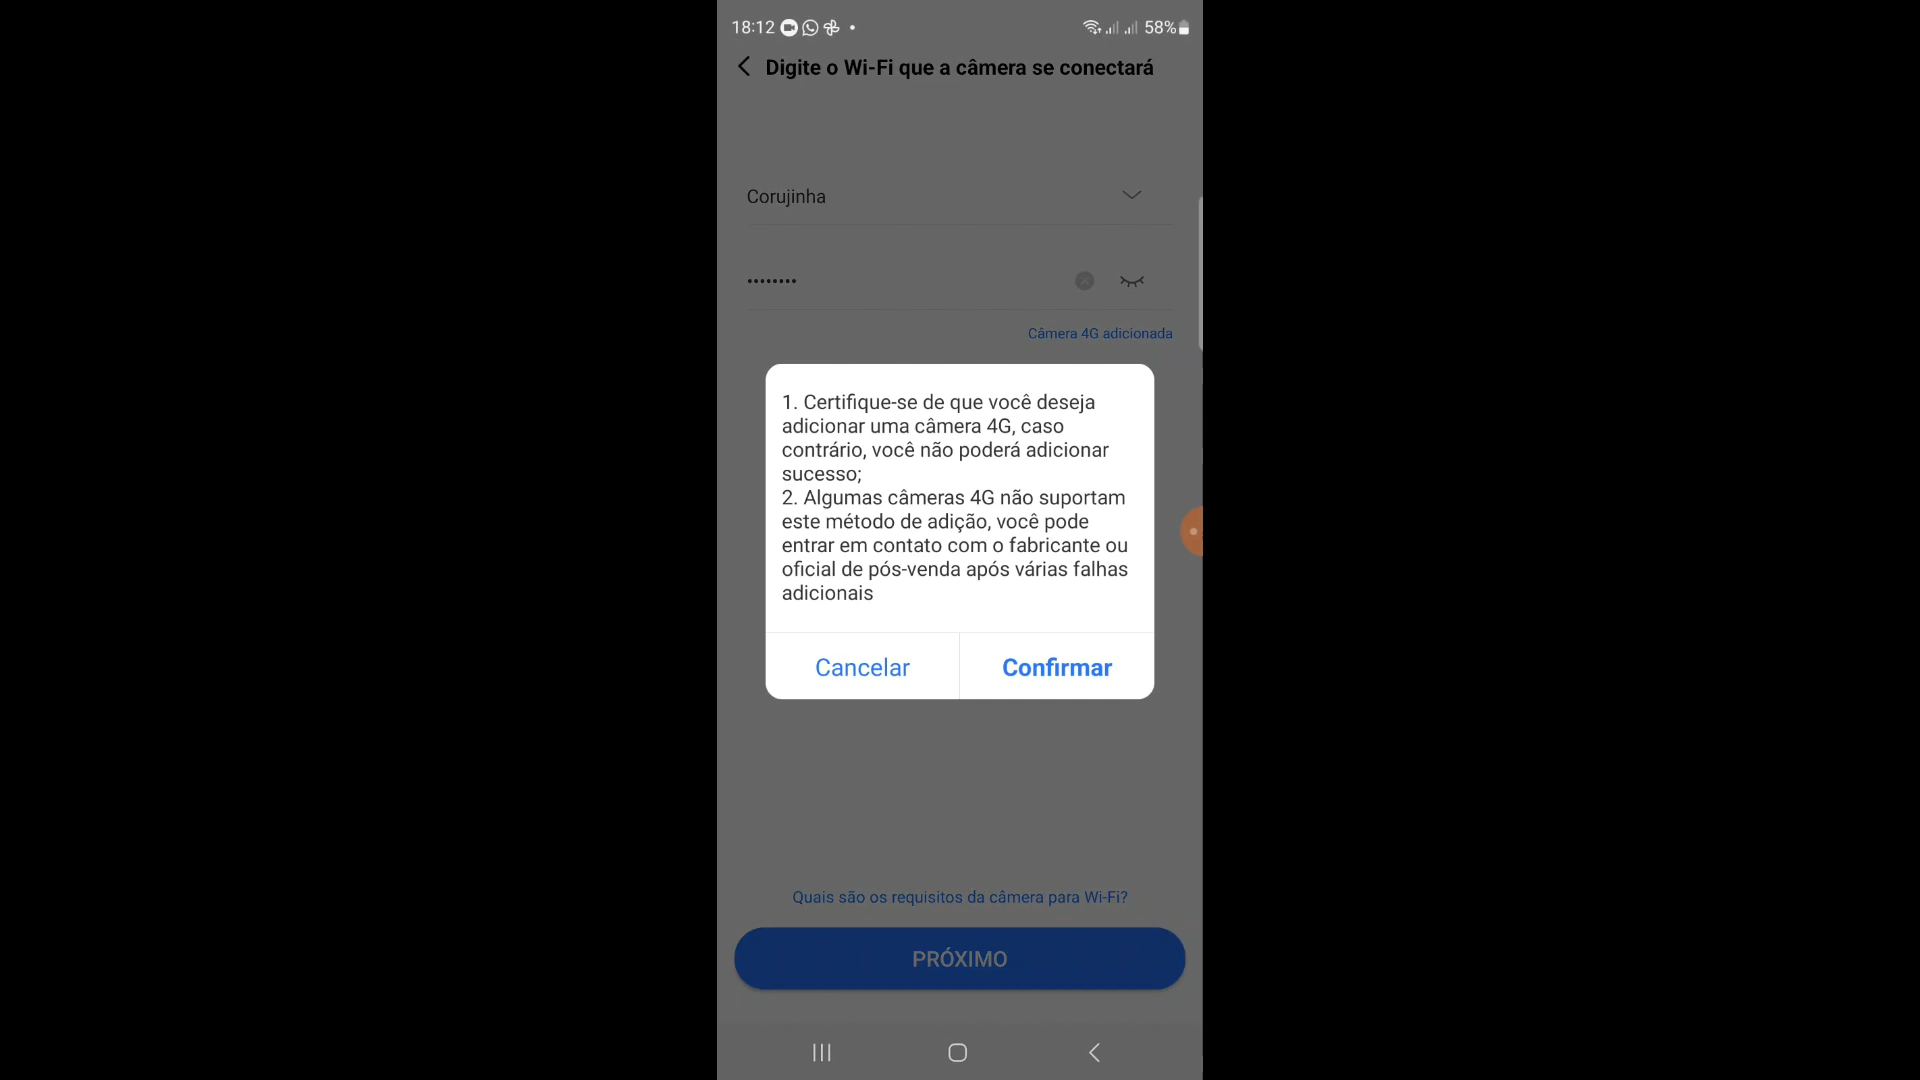 18:12
58%
Digite o Wi-Fi que a câmera se conectará
Corujinha
••••••••
Câmera 4G adicionada
1. Certifique-se de que você deseja
adicionar uma câmera 4G, caso
contrário, você não poderá adicionar
sucesso;
2. Algumas câmeras 4G não suportam
este método de adição, você pode
entrar em contato com o fabricante ou
oficial de pós-venda após várias falhas
adicionais
Cancelar
Confirmar
Quais são os requisitos da câmera para Wi-Fi?
PRÓXIMO